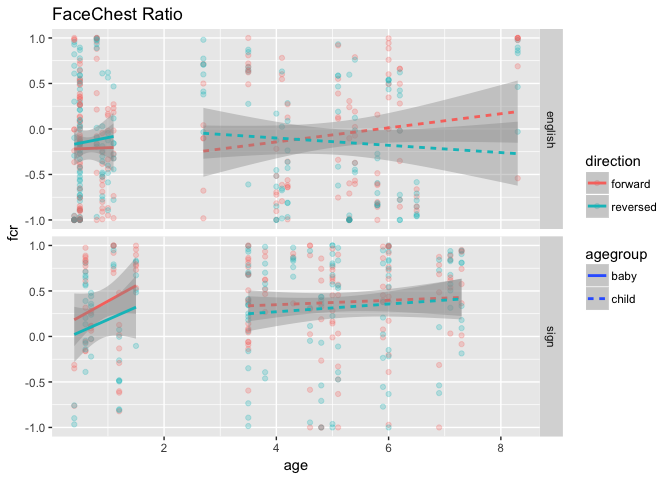 FaceChest Ratio
1.0
0.5
0.0
-0.5
-1.0
english
1.0
0.5
0.0
-0.5
-1.0
sign
fcr
2
4
6
8
age
direction
forward
reversed
agegroup
baby
child